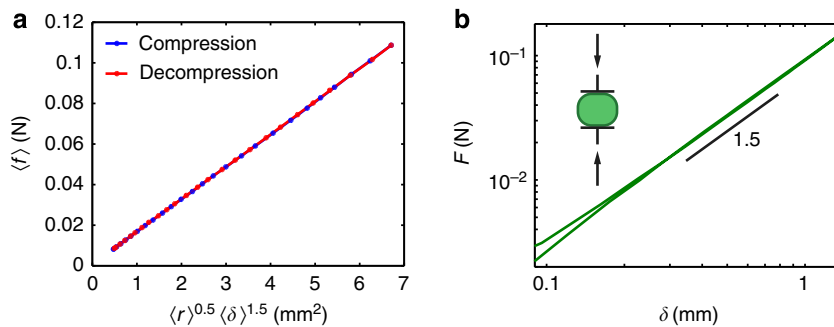 a
0.12
0.1
0.08
0.06
0.04
0.02
0
⟨f⟩ (N)
Compression
Decompression
0 1 2 3 4 5 6 7
⟨r⟩^0.5 ⟨δ⟩^1.5 (mm²)
b
10⁻¹
10⁻²
F (N)
1.5
0.1 1
δ (mm)